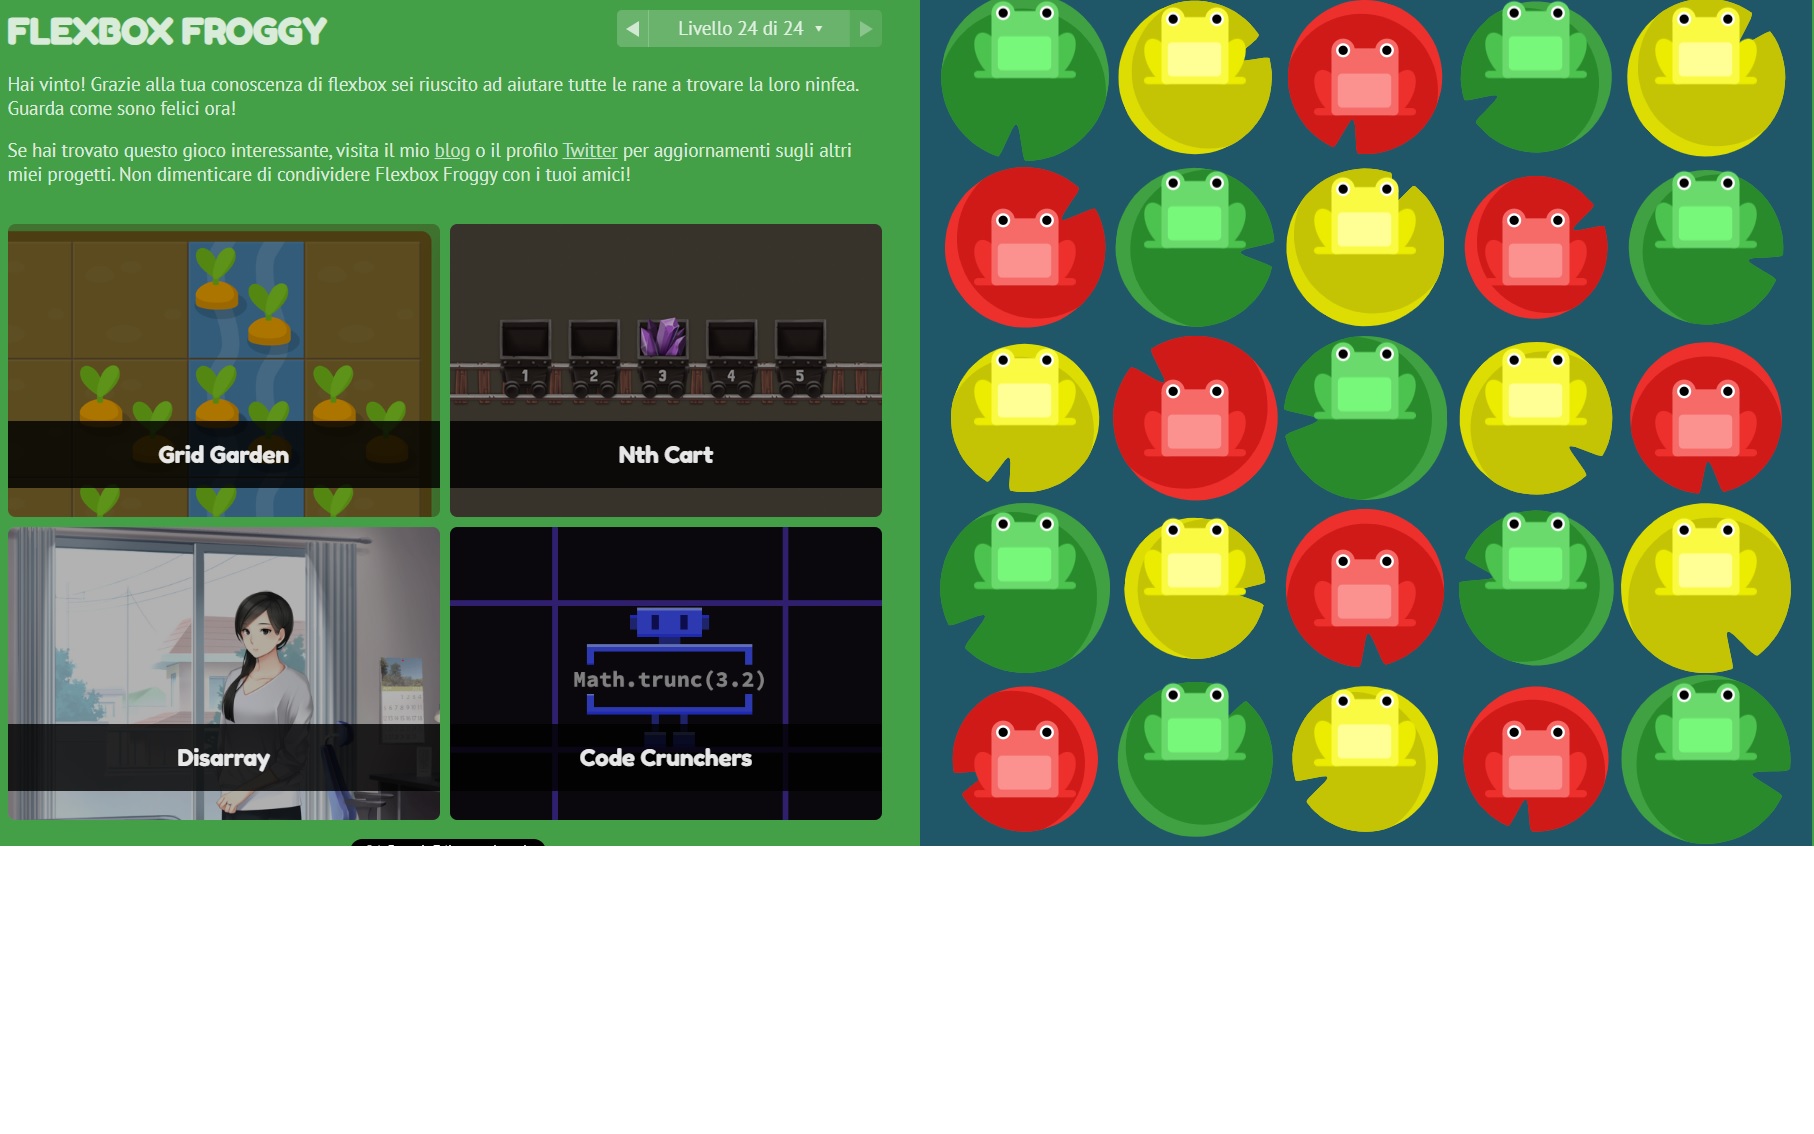 FLEXBOX FROGGY
Livello 24 di 24
Hai vinto! Grazie alla tua conoscenza di flexbox sei riuscito ad aiutare tutte le rane a trovare la loro ninfea.
Guarda come sono felici ora!
Se hai trovato questo gioco interessante, visita il mio blog o il profilo Twitter per aggiornamenti sugli altri
miei progetti. Non dimenticare di condividere Flexbox Froggy con i tuoi amici!
1 2 3 4 5
Grid Garden
Nth Cart
Math.trunc(3.2)
Disarray
Code Crunchers